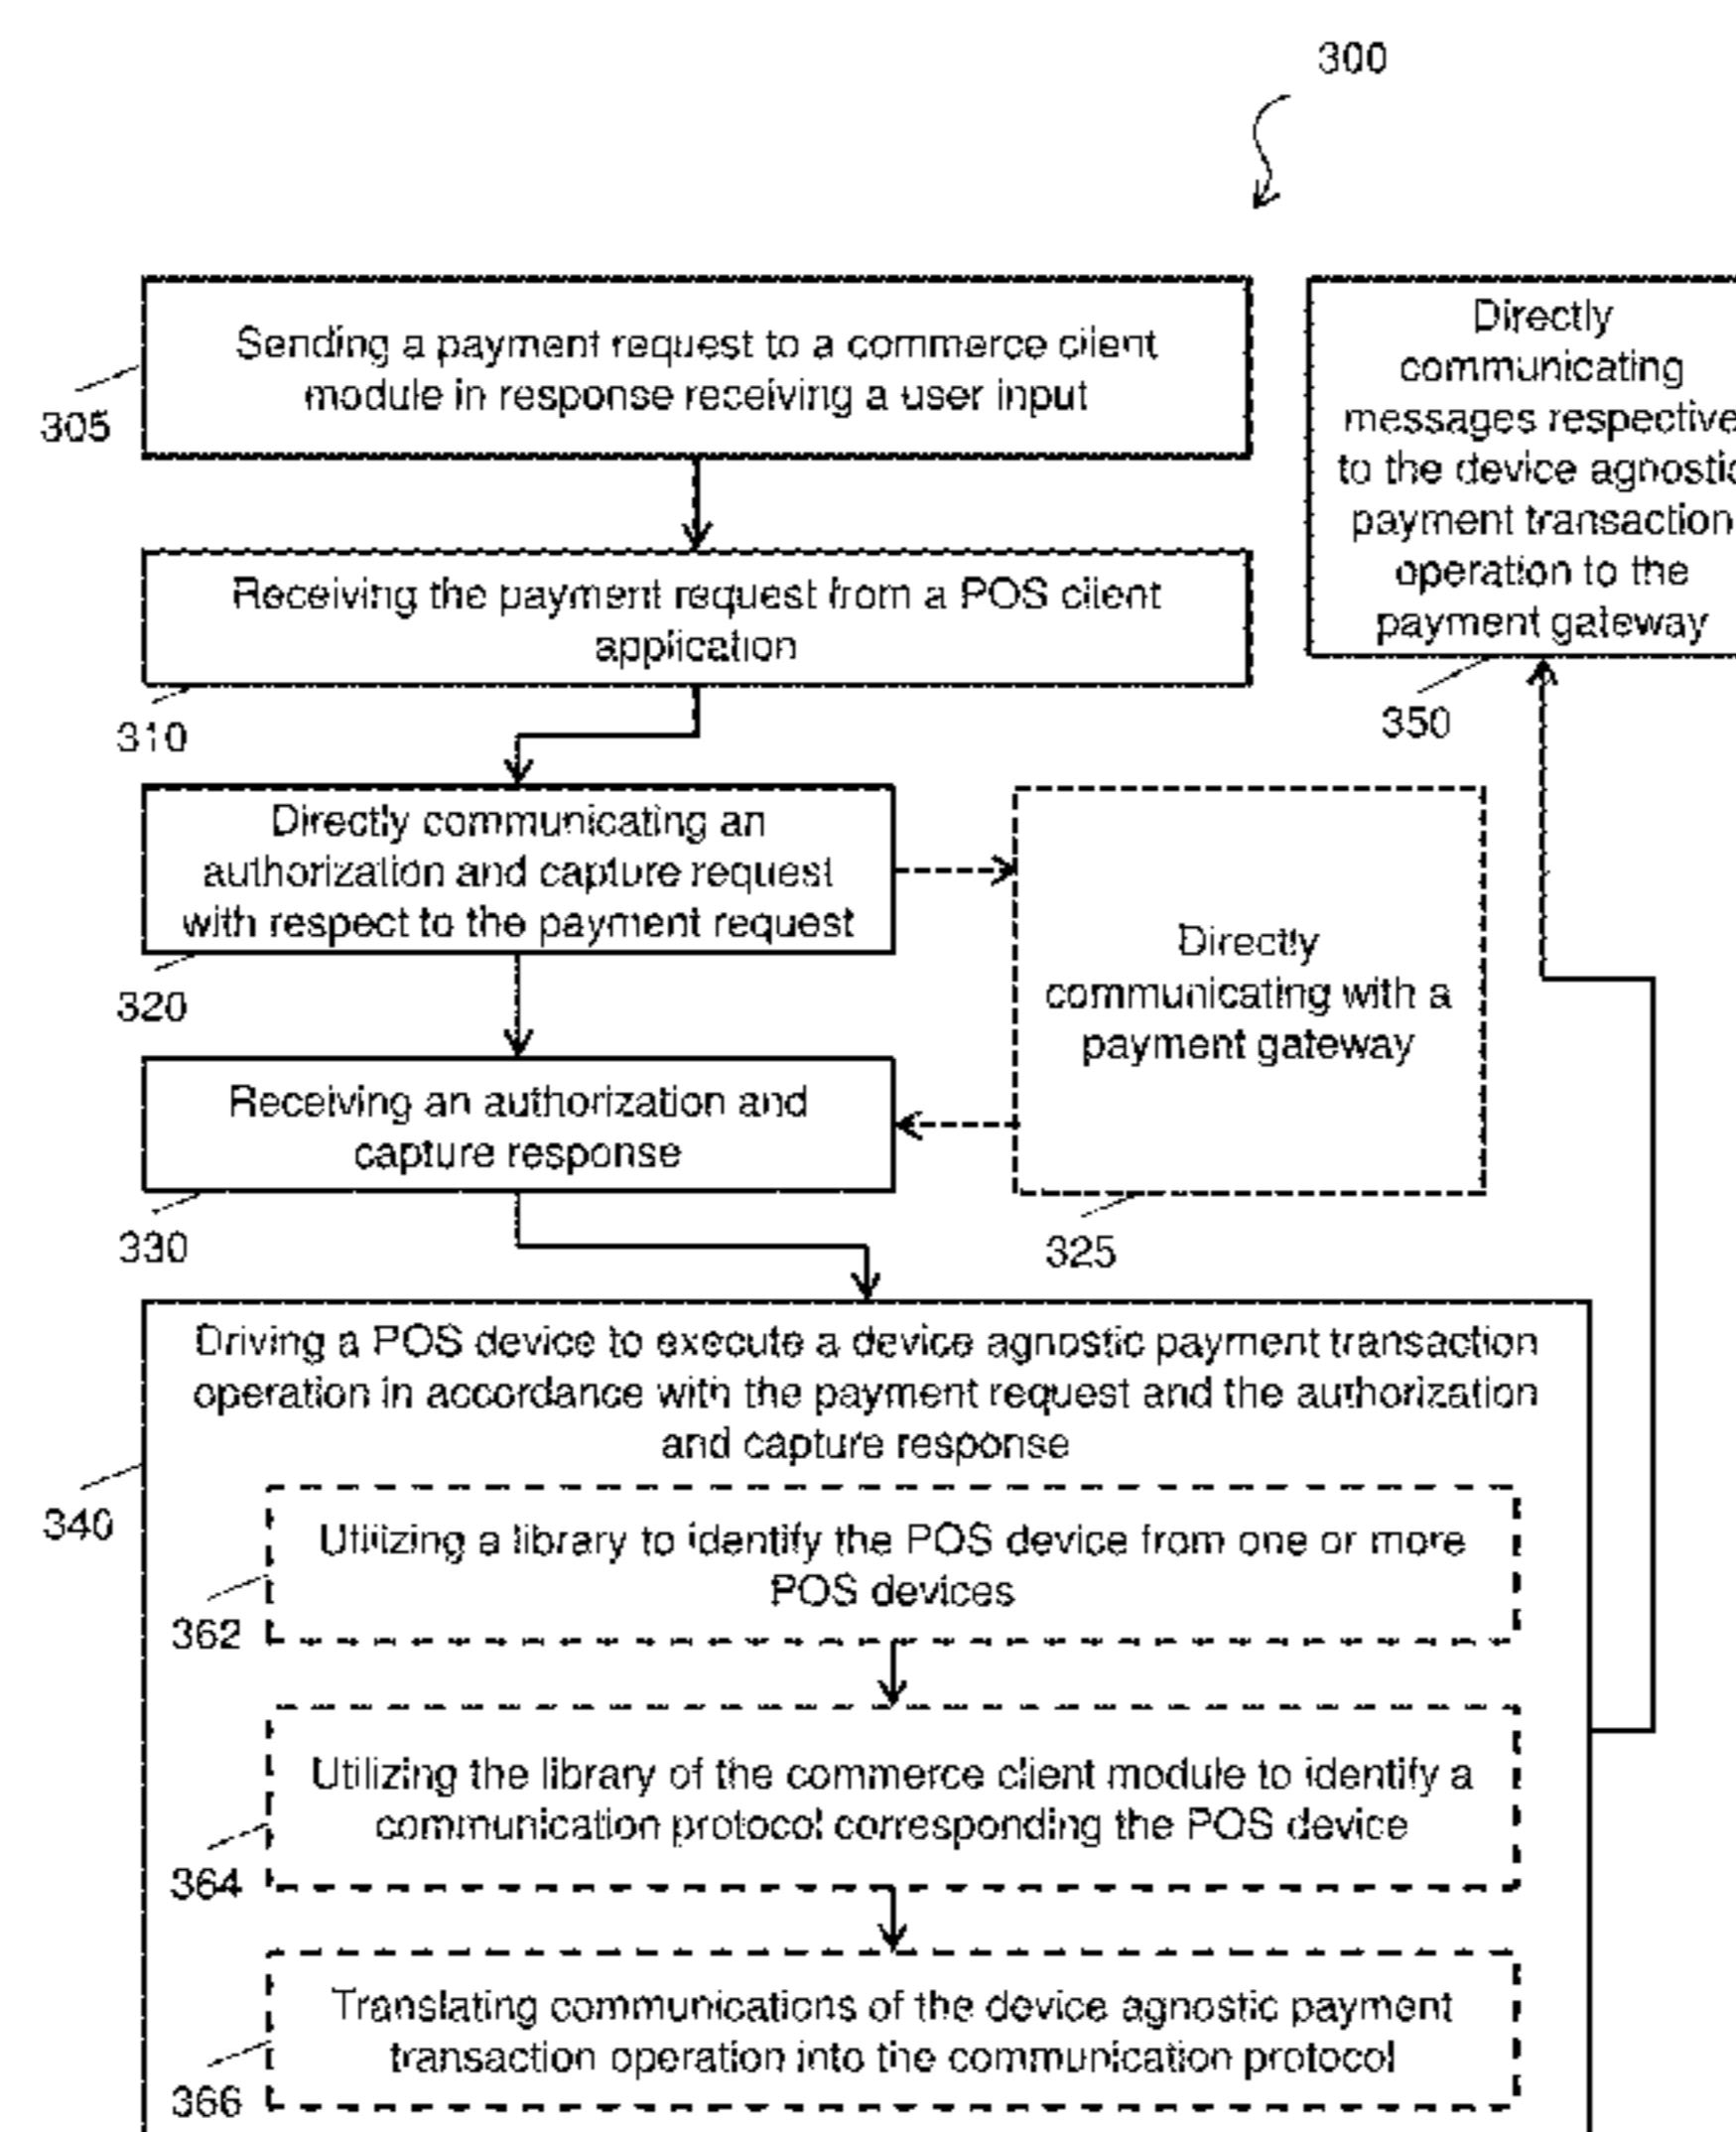 300
Sending a payment request to a commerce client
module in response receiving a user input
305
Receiving the payment request from a POS client
application
310
Directly
communicating
messages respective
to the device agnostic
payment transaction
operation to the
payment gateway
350
Directly communicating an
authorization and capture request
with respect to the payment request
320
Directly
communicating with a
payment gateway
325
Receiving an authorization and
capture response
330
Driving a POS device to execute a device agnostic payment transaction
operation in accordance with the payment request and the authorization
and capture response
340
Utilizing a library to identify the POS device from one or more
POS devices
362
Utilizing the library of the commerce client module to identify a
communication protocol corresponding the POS device
364
Translating communications of the device agnostic payment
transaction operation into the communication protocol
366